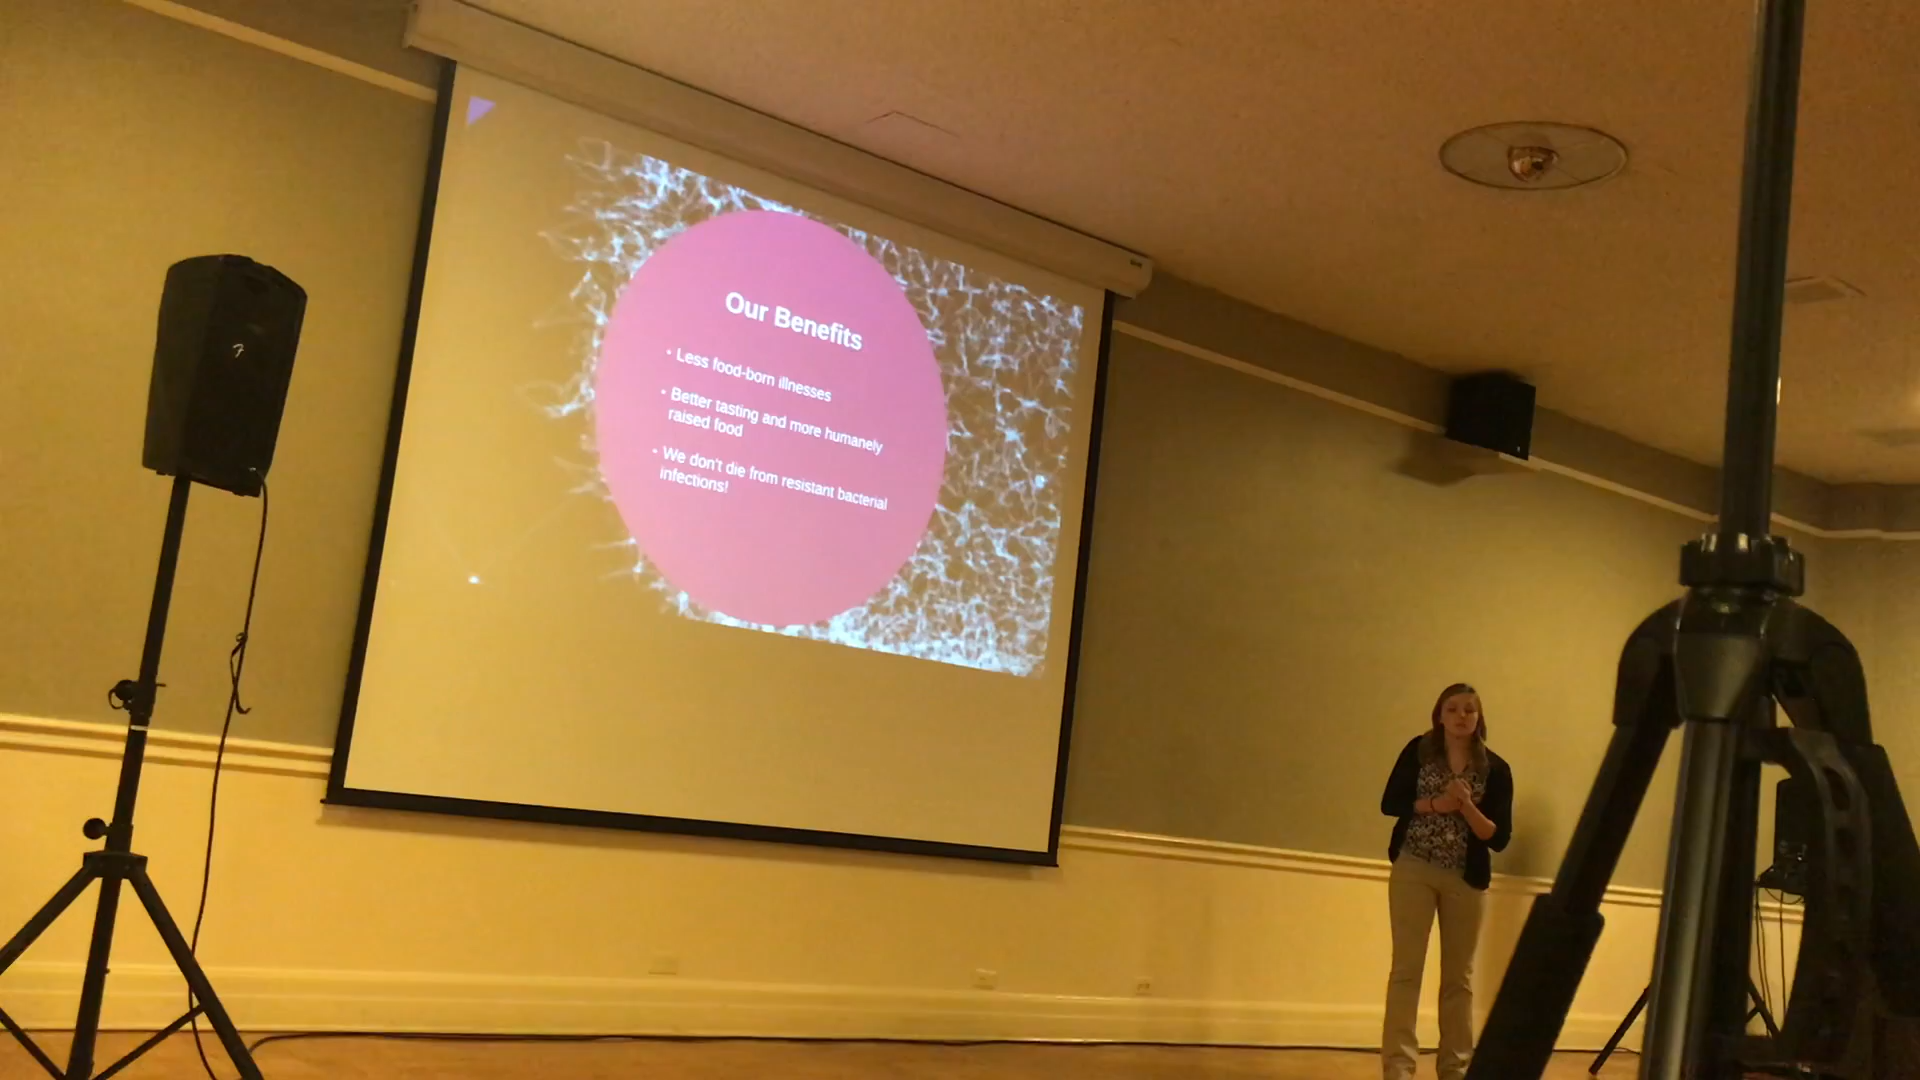 Our Benefits
• Less food-born illnesses
• Better tasting and more humanely
raised food
• We don't die from resistant bacterial
infections!